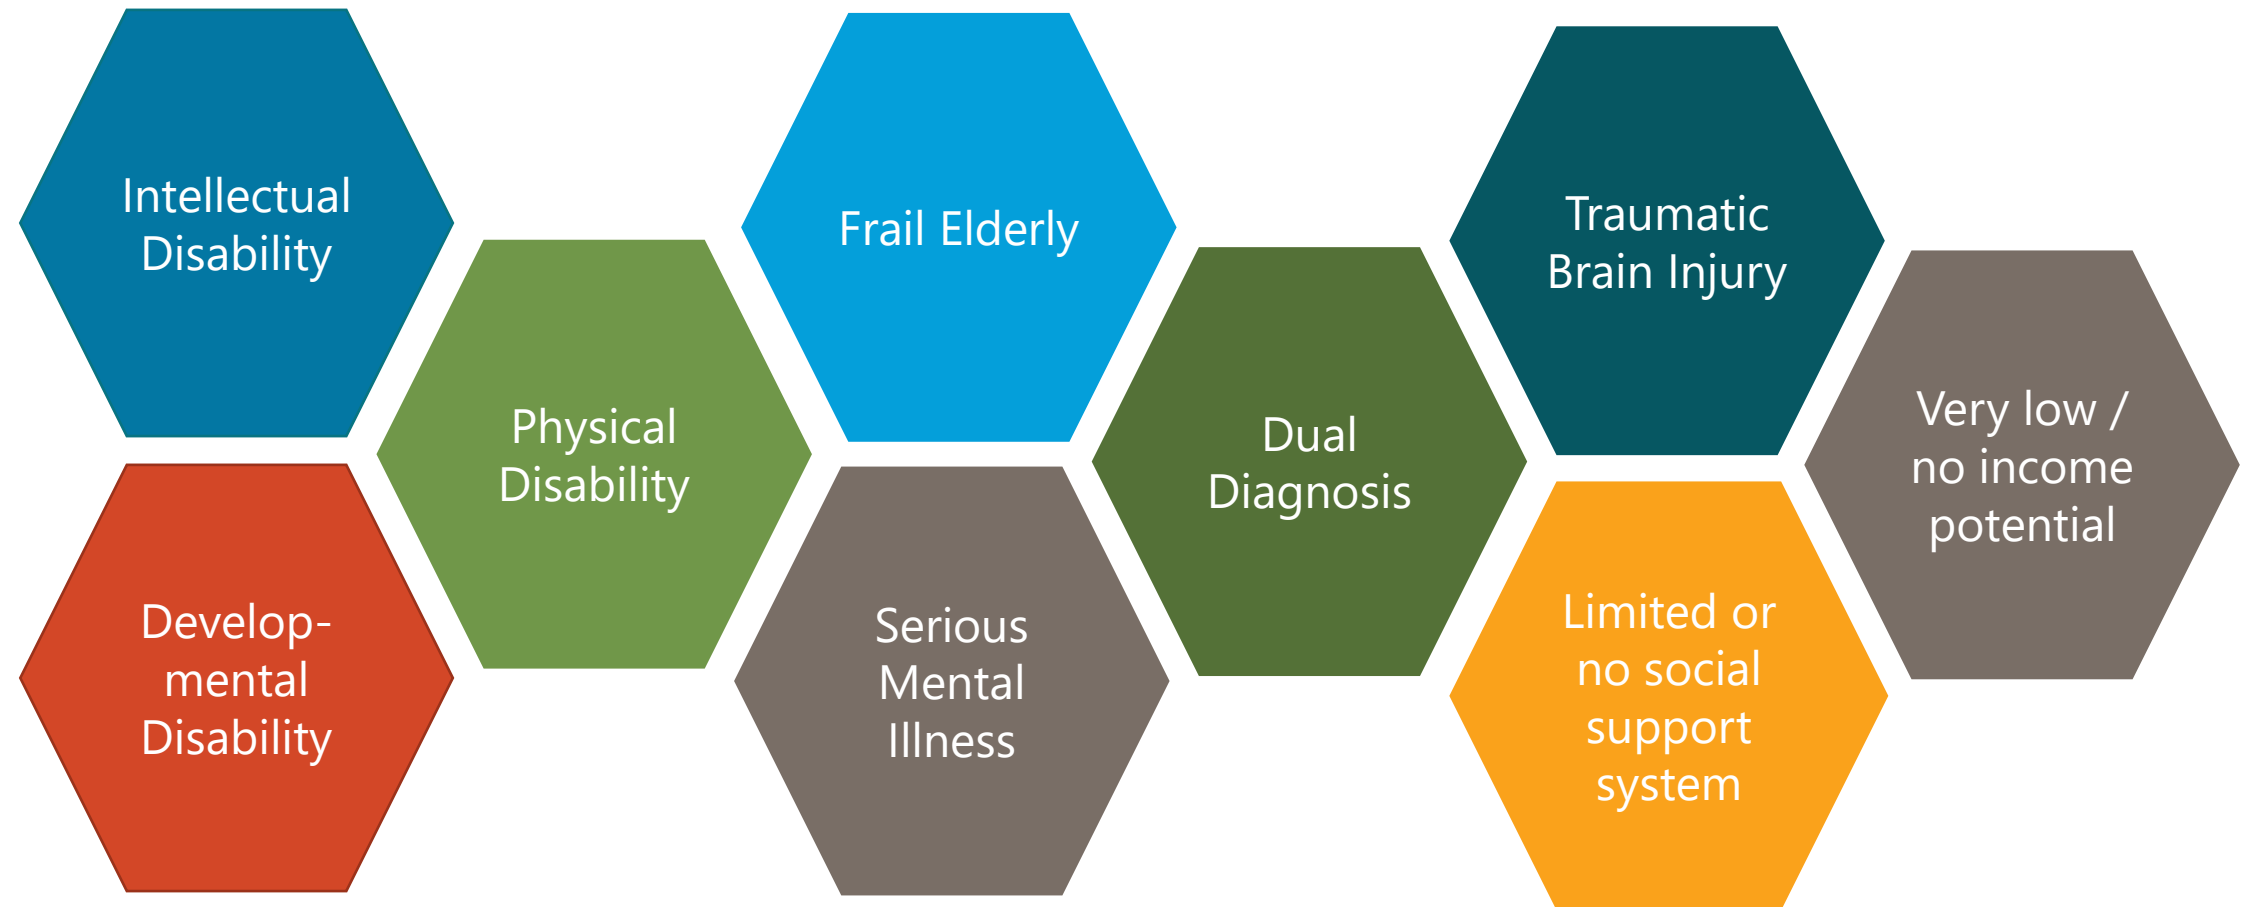 Intellectual
Disability
Develop-
mental
Disability
Physical
Disability
Frail Elderly
Serious
Mental
Illness
Dual
Diagnosis
Traumatic
Brain Injury
Limited or
no social
support
system
Very low /
no income
potential